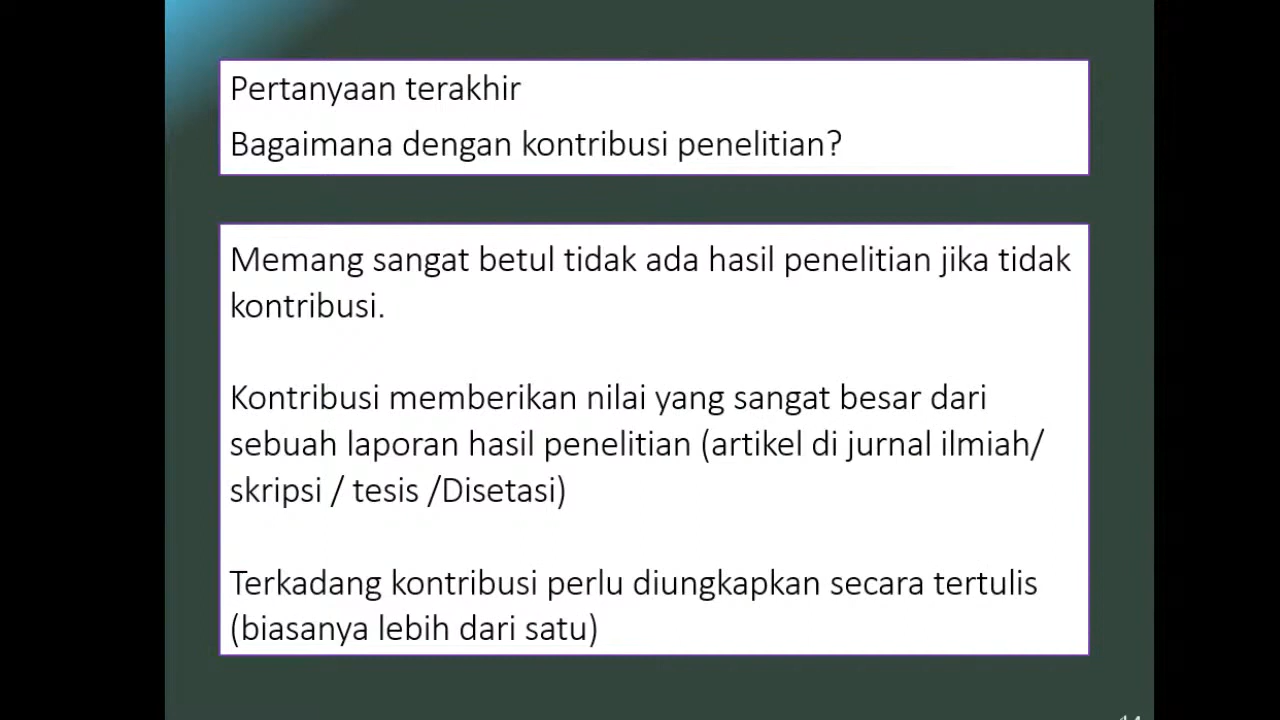 Pertanyaan terakhir
Bagaimana dengan kontribusi penelitian?
Memang sangat betul tidak ada hasil penelitian jika tidak
kontribusi.
Kontribusi memberikan nilai yang sangat besar dari
sebuah laporan hasil penelitian (artikel di jurnal ilmiah/
skripsi / tesis /Disetasi)
Terkadang kontribusi perlu diungkapkan secara tertulis
(biasanya lebih dari satu)